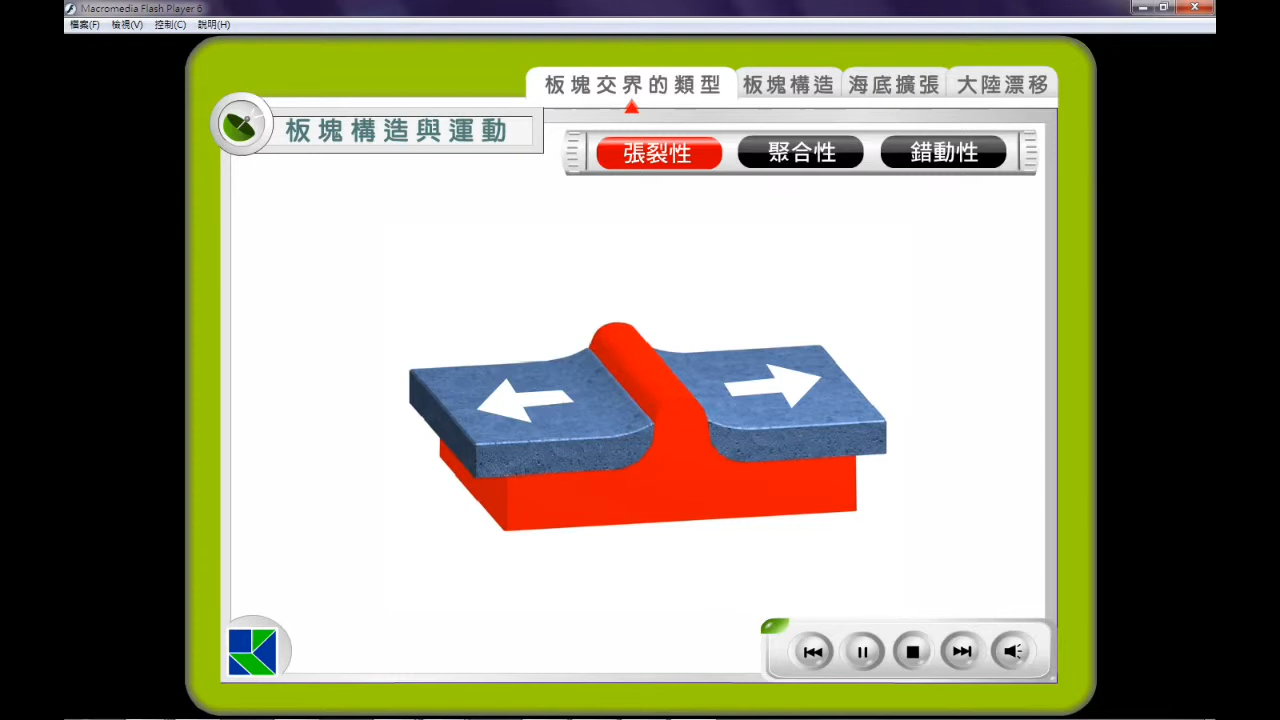 Macromedia Flash Player 6
檔案(F) 檢視(V) 控制(C) 說明(H)
板塊交界的類型 板塊構造 海底擴張 大陸漂移
板塊構造與運動
張裂性 聚合性 錯動性